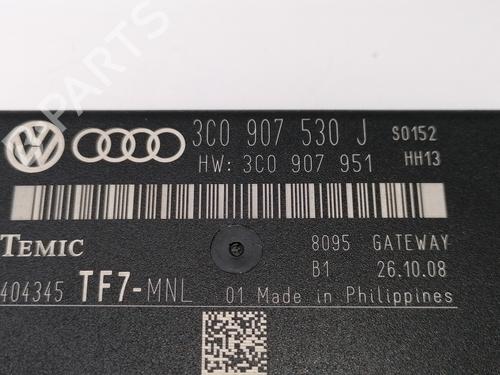 3C0 907 530 J S0152
HW: 3C0 907 951 HH13
TEMIC 8095 GATEWAY
B1 26.10.08
404345 TF7-MNL 01 Made in Philippines